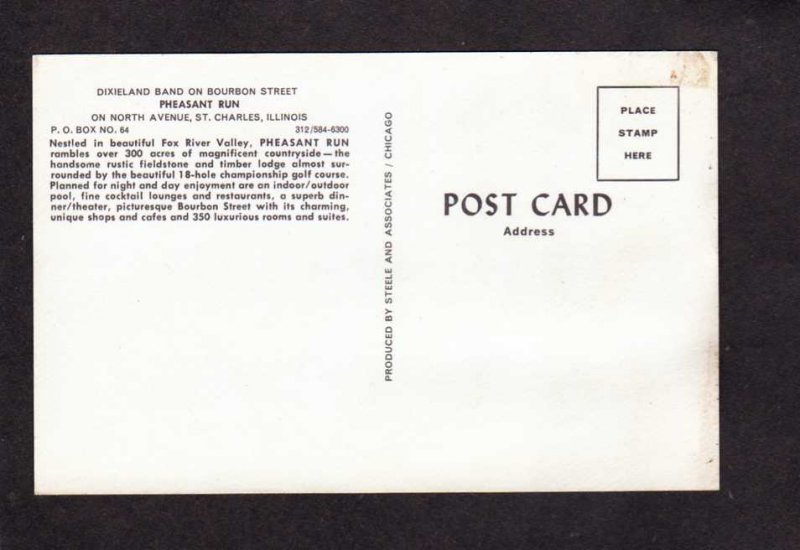 DIXIELAND BAND ON BOURBON STREET
PHEASANT RUN
ON NORTH AVENUE, ST. CHARLES, ILLINOIS
P. O. BOX NO. 64 312/584-6300
Nestled in beautiful Fox River Valley, PHEASANT RUN
rambles over 300 acres of magnificent countryside—the
handsome rustic fieldstone and timber lodge almost sur-
rounded by the beautiful 18-hole championship golf course.
Planned for night and day enjoyment are an indoor/outdoor
pool, fine cocktail lounges and restaurants, a superb din-
ner/theater, picturesque Bourbon Street with its charming,
unique shops and cafes and 350 luxurious rooms and suites.
PRODUCED BY STEELE AND ASSOCIATES / CHICAGO
PLACE
STAMP
HERE
POST CARD
Address